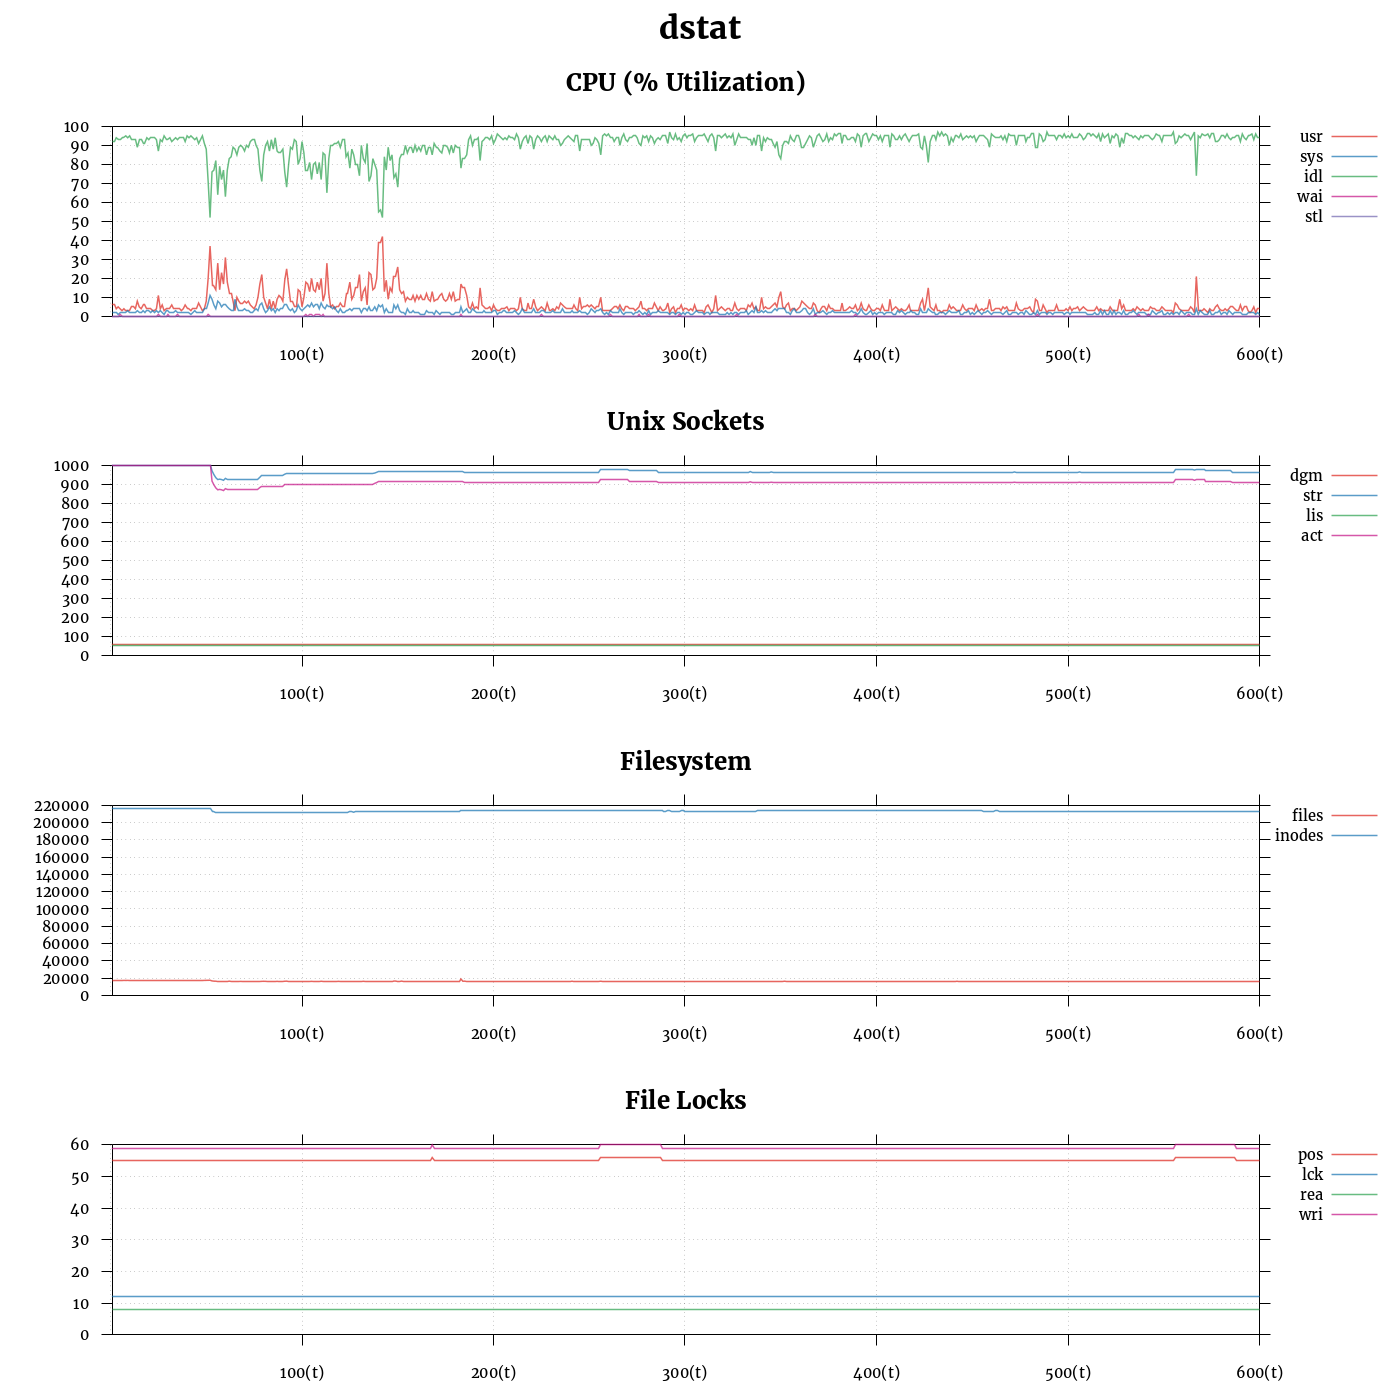 dstat
CPU (% Utilization)
100
90
80
70
60
50
40
30
20
10
0
usr
sys
idl
wai
stl
100(t) 200(t) 300(t) 400(t) 500(t) 600(t)
Unix Sockets
1000
900
800
700
600
500
400
300
200
100
0
dgm
str
lis
act
100(t) 200(t) 300(t) 400(t) 500(t) 600(t)
Filesystem
220000
200000
180000
160000
140000
120000
100000
80000
60000
40000
20000
0
files
inodes
100(t) 200(t) 300(t) 400(t) 500(t) 600(t)
File Locks
60
50
40
30
20
10
0
pos
lck
rea
wri
100(t) 200(t) 300(t) 400(t) 500(t) 600(t)